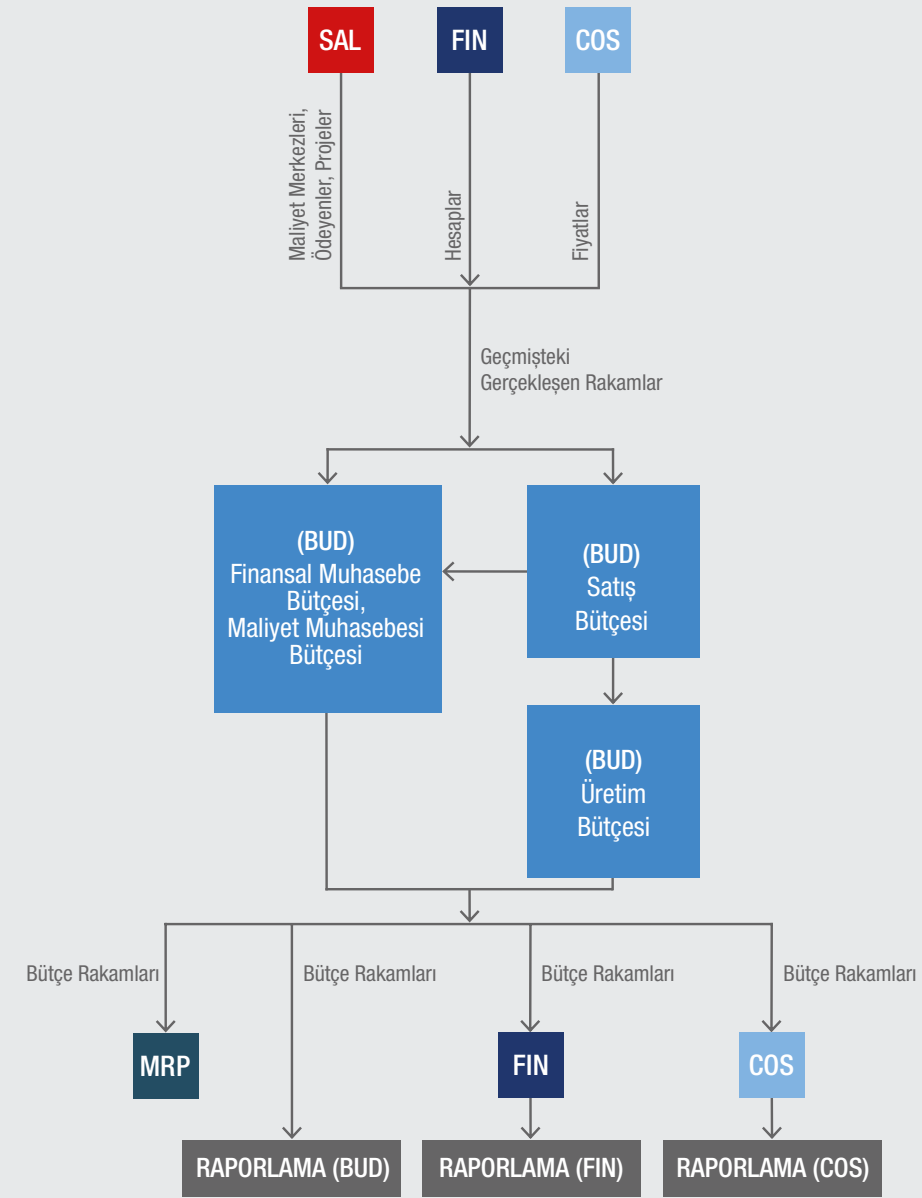 SAL
FIN
COS
Maliyet Merkezleri,
Ödeyenler, Projeler
Hesaplar
Fiyatlar
Geçmişteki
Gerçekleşen Rakamlar
(BUD)
Finansal Muhasebe
Bütçesi,
Maliyet Muhasebesi
Bütçesi
(BUD)
Satış
Bütçesi
(BUD)
Üretim
Bütçesi
Bütçe Rakamları
Bütçe Rakamları
Bütçe Rakamları
Bütçe Rakamları
MRP
FIN
COS
RAPORLAMA (BUD)
RAPORLAMA (FIN)
RAPORLAMA (COS)